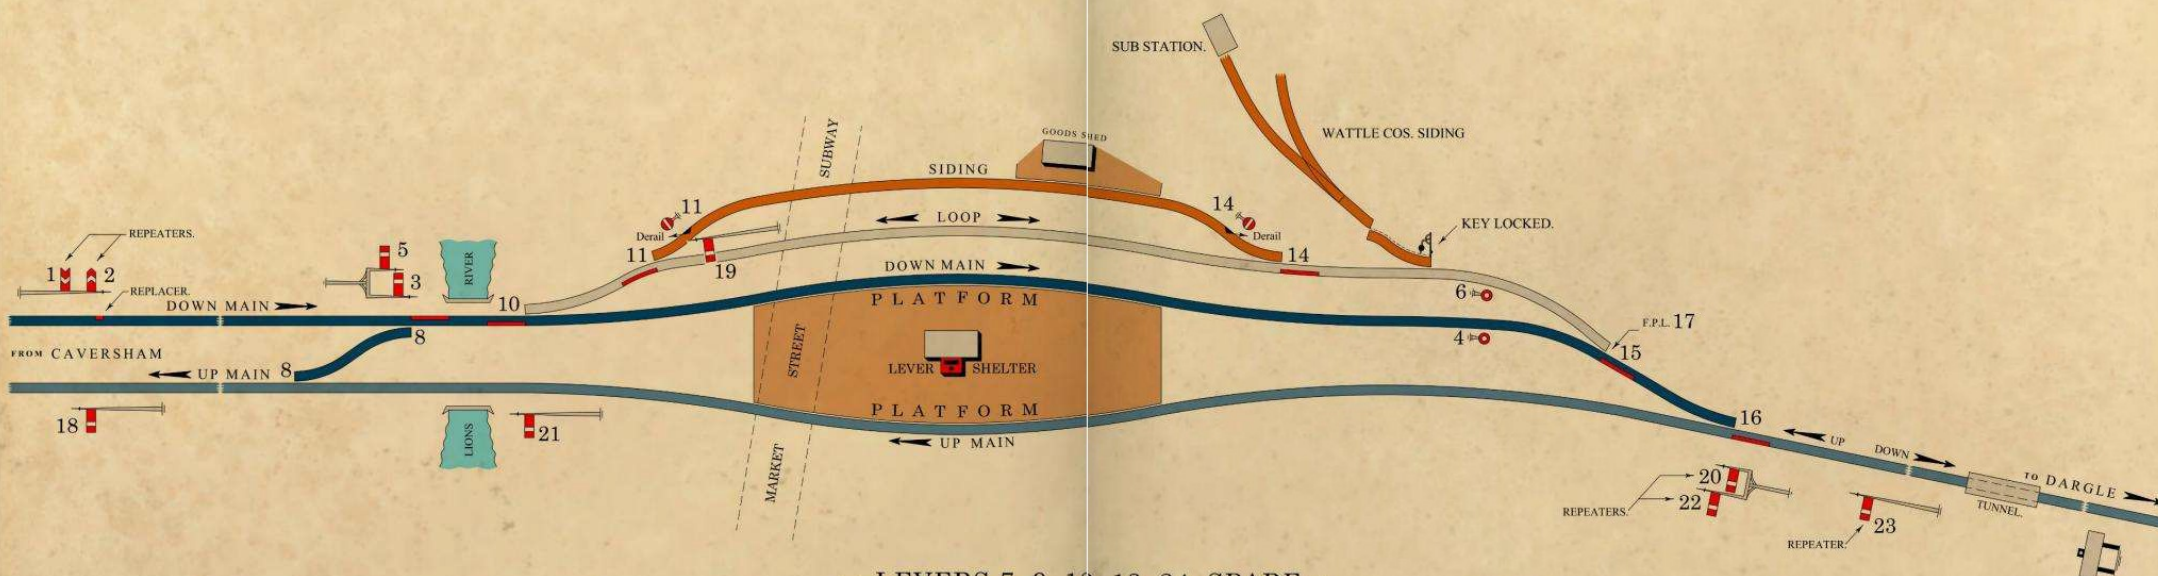 SUB STATION.
WATTLE COS. SIDING
SUBWAY
GOODS SHED
SIDING
11
14
KEY LOCKED.
LOOP
REPEATERS.
Derail
Derail
1
2
5
3
RIVER
11
19
14
DOWN MAIN
REPLACER.
6
DOWN MAIN
10
PLATFORM
F.P.L. 17
8
4
15
FROM CAVERSHAM
STREET
LEVER SHELTER
UP MAIN 8
18
21
LIONS
PLATFORM
16
UP MAIN
UP
DOWN
MARKET
20
22
REPEATERS.
TO DARGLE
TUNNEL.
23
REPEATER.